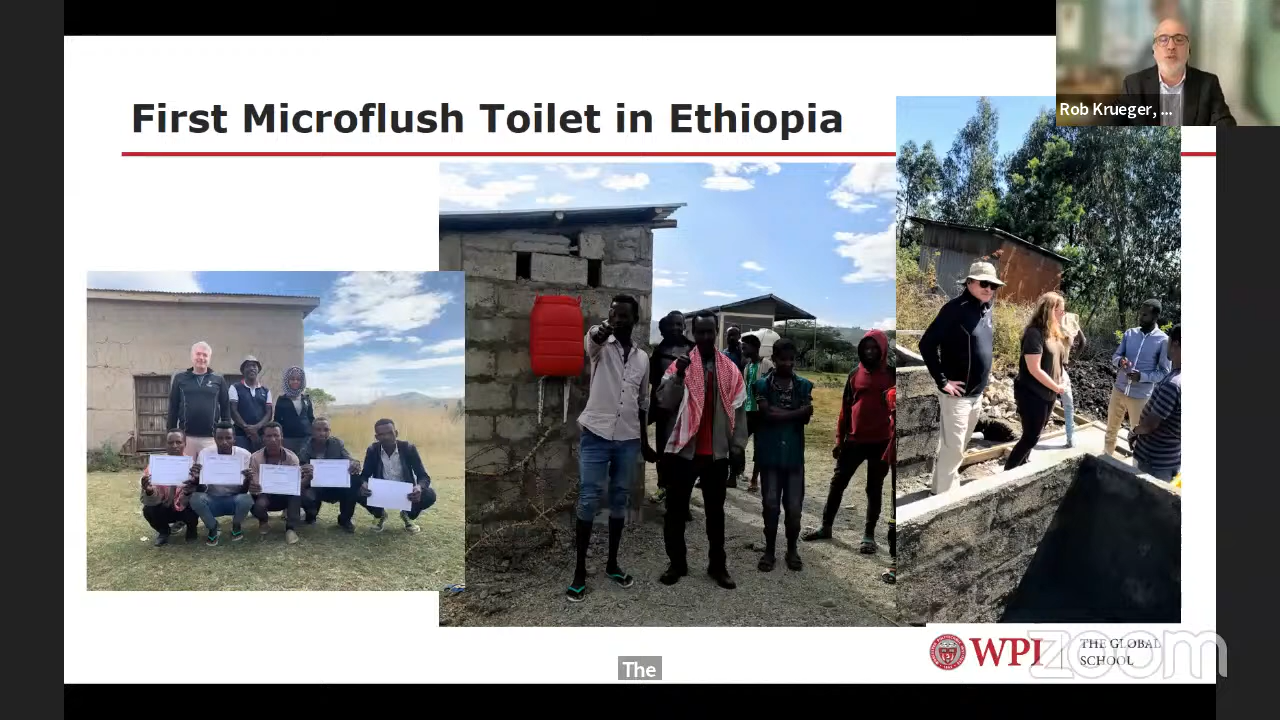 First Microflush Toilet in Ethiopia
Rob Krueger, ...
WPI
THE GLOBAL
SCHOOL
zoom
The